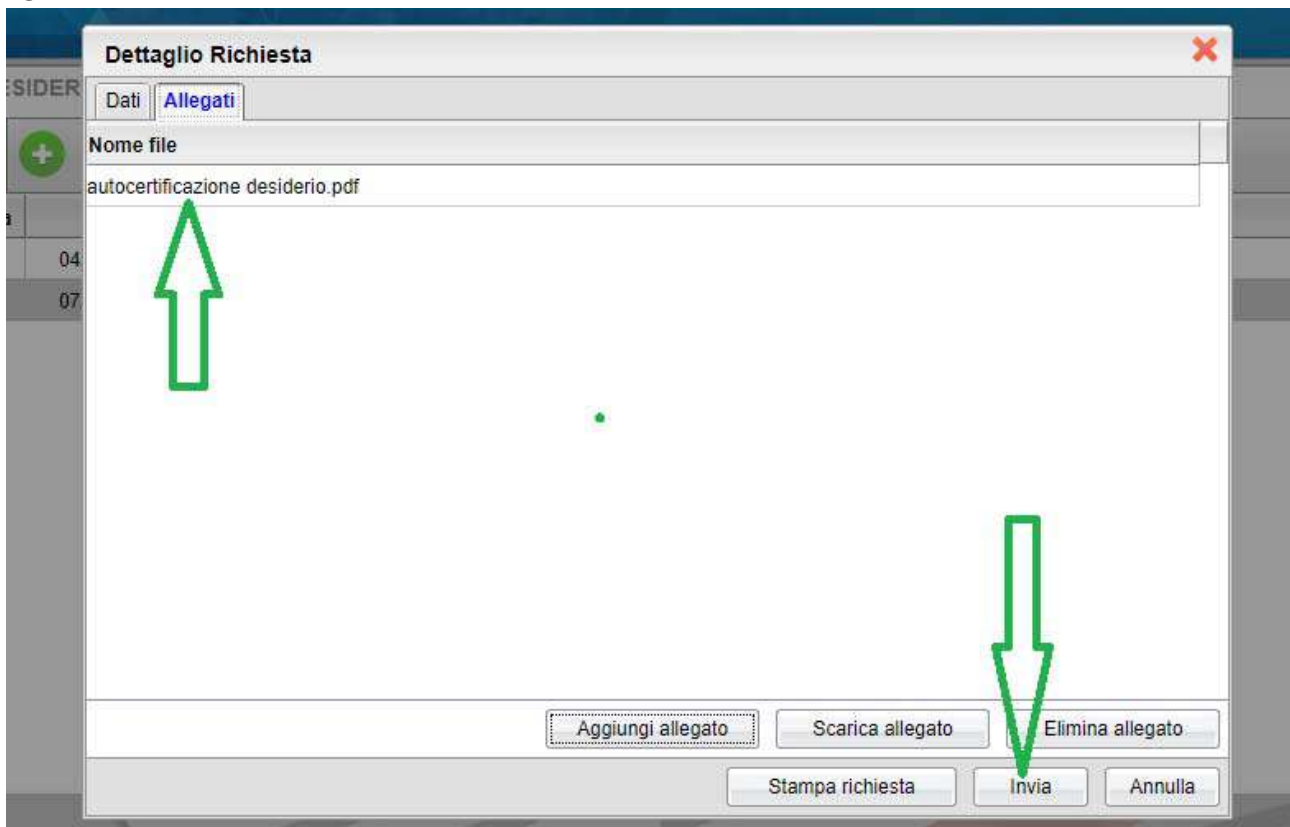 Dettaglio Richiesta
ESIDER
Dati Allegati
Nome file
autocertificazione desiderio.pdf
a
04
07
Aggiungi allegato Scarica allegato Elimina allegato
Stampa richiesta Invia Annulla